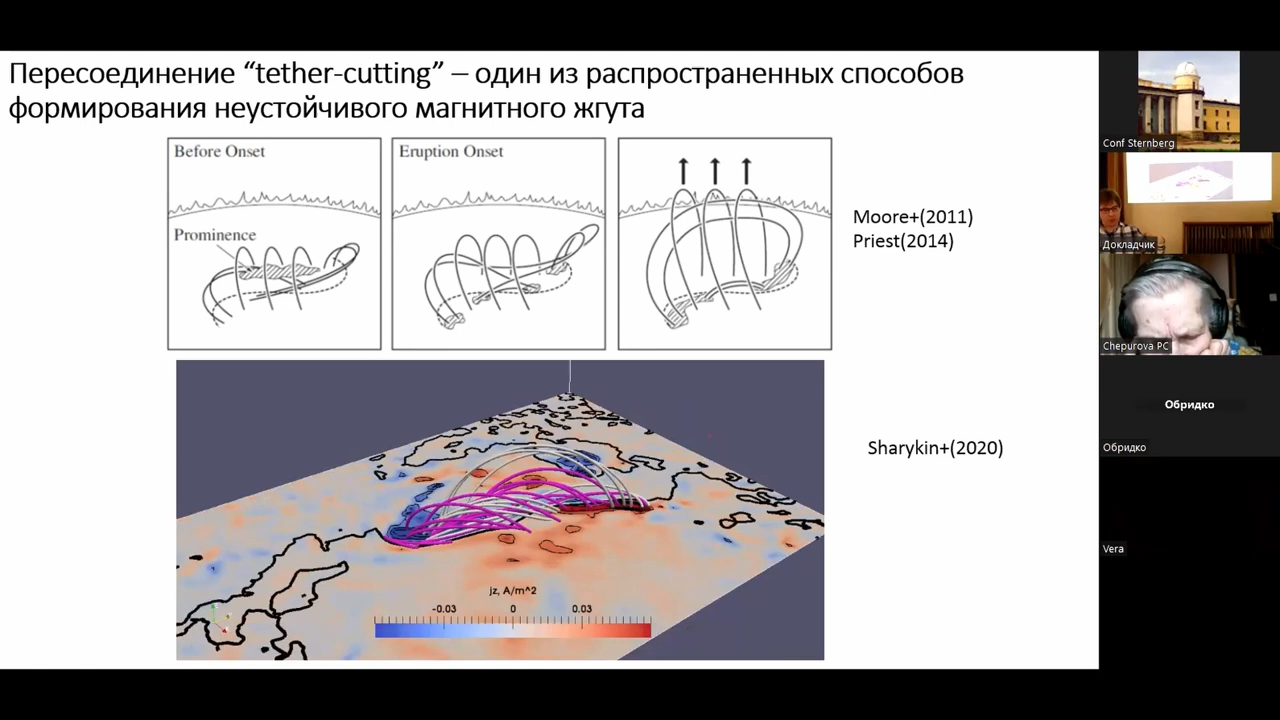 Пересоединение “tether-cutting” – один из распространенных способов
формирования неустойчивого магнитного жгута
Before Onset
Eruption Onset
Prominence
Moore+(2011)
Priest(2014)
Sharykin+(2020)
jz, A/m^2
-0.03 0 0.03
Conf Sternberg
Докладчик
Chepurova PC
Обридко
Обридко
Vera